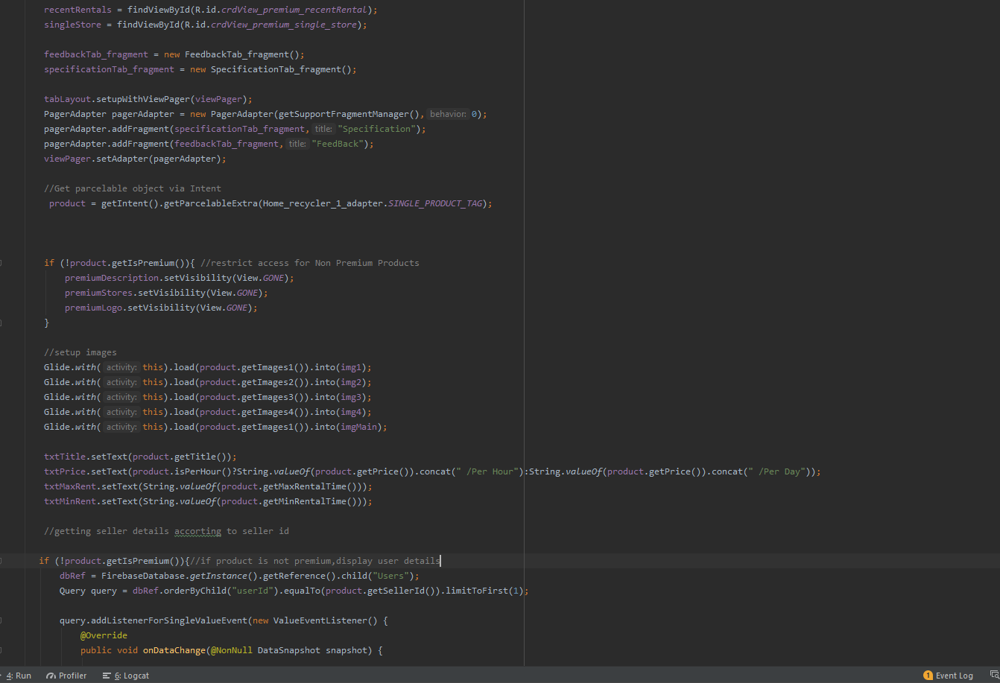 recentRentals = findViewById(R.id.crdView_premium_recentRental);
singleStore = findViewById(R.id.crdView_premium_single_store);
feedbackTab_fragment = new FeedbackTab_fragment();
specificationTab_fragment = new SpecificationTab_fragment();
tabLayout.setupWithViewPager(viewPager);
PagerAdapter pagerAdapter = new PagerAdapter(getSupportFragmentManager(), behavior: 0);
pagerAdapter.addFragment(specificationTab_fragment, title: "Specification");
pagerAdapter.addFragment(feedbackTab_fragment, title: "FeedBack");
viewPager.setAdapter(pagerAdapter);
//Get parcelable object via Intent
product = getIntent().getParcelableExtra(Home_recycler_1_adapter.SINGLE_PRODUCT_TAG);
if (!product.getIsPremium()){ //restrict access for Non Premium Products
premiumDescription.setVisibility(View.GONE);
premiumStores.setVisibility(View.GONE);
premiumLogo.setVisibility(View.GONE);
}
//setup images
Glide.with( activity: this).load(product.getImages1()).into(img1);
Glide.with( activity: this).load(product.getImages2()).into(img2);
Glide.with( activity: this).load(product.getImages3()).into(img3);
Glide.with( activity: this).load(product.getImages4()).into(img4);
Glide.with( activity: this).load(product.getImages1()).into(imgMain);
txtTitle.setText(product.getTitle());
txtPrice.setText(product.isPerHour()?String.valueOf(product.getPrice()).concat(" /Per Hour"):String.valueOf(product.getPrice()).concat(" /Per Day"));
txtMaxRent.setText(String.valueOf(product.getMaxRentalTime()));
txtMinRent.setText(String.valueOf(product.getMinRentalTime()));
//getting seller details accorting to seller id
if (!product.getIsPremium()){//if product is not premium,display user details
dbRef = FirebaseDatabase.getInstance().getReference().child("Users");
Query query = dbRef.orderByChild("userId").equalTo(product.getSellerId()).limitToFirst(1);
query.addListenerForSingleValueEvent(new ValueEventListener() {
@Override
public void onDataChange(@NonNull DataSnapshot snapshot) {
4: Run Profiler 6: Logcat 1 Event Log